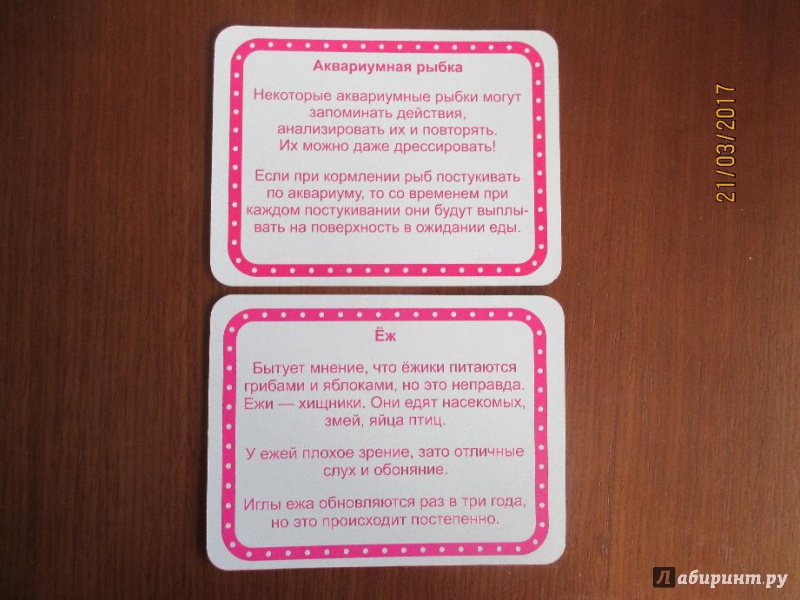 Аквариумная рыбка
Некоторые аквариумные рыбки могут
запоминать действия,
анализировать их и повторять.
Их можно даже дрессировать!
Если при кормлении рыб постукивать
по аквариуму, то со временем при
каждом постукивании они будут выплы-
вать на поверхность в ожидании еды.
Ёж
Бытует мнение, что ёжики питаются
грибами и яблоками, но это неправда.
Ежи — хищники. Они едят насекомых,
змей, яйца птиц.
У ежей плохое зрение, зато отличные
слух и обоняние.
Иглы ежа обновляются раз в три года,
но это происходит постепенно.
21/03/2017
Лабиринт.ру